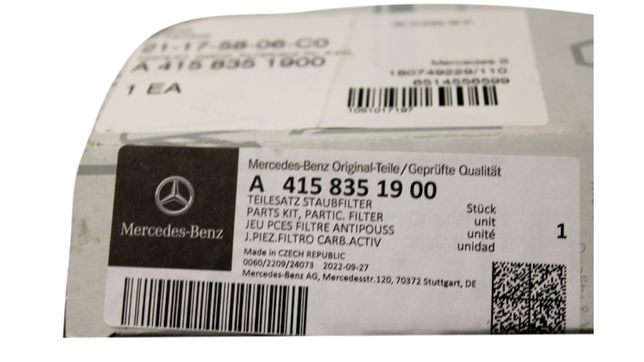 21-17-58-06-C0
A 415 835 1900
1 EA
Mercedes B
180749229/110
6514556599
1051017197
Mercedes-Benz
Mercedes-Benz Original-Teile/Geprüfte Qualität
A 415 835 19 00
TEILESATZ STAUBFILTER
PARTS KIT, PARTIC. FILTER
JEU PCES FILTRE ANTIPOUSS
J.PIEZ.FILTRO CARB.ACTIV
Stück
unit
unité
unidad
1
Made in CZECH REPUBLIC
0060/2209/24073 2022-09-27
Mercedes-Benz AG, Mercedesstr.120, 70372 Stuttgart, DE